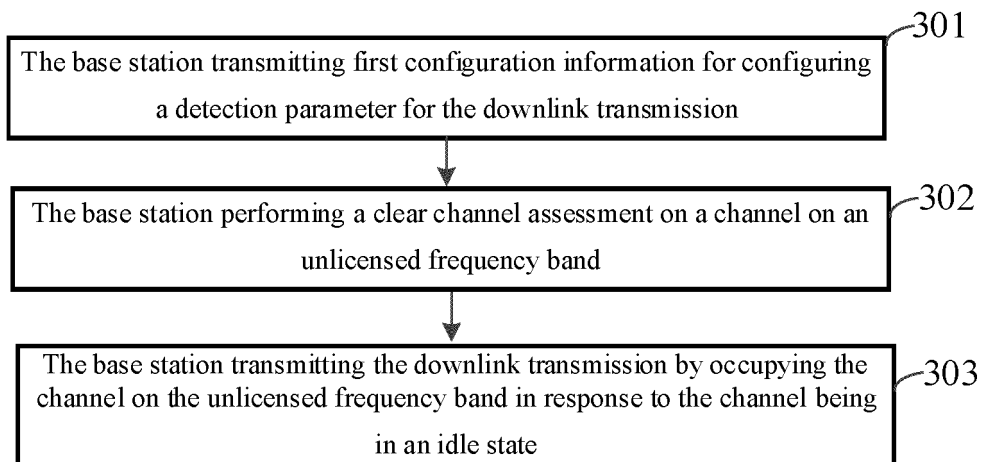 301
The base station transmitting first configuration information for configuring
a detection parameter for the downlink transmission
302
The base station performing a clear channel assessment on a channel on an
unlicensed frequency band
303
The base station transmitting the downlink transmission by occupying the
channel on the unlicensed frequency band in response to the channel being
in an idle state